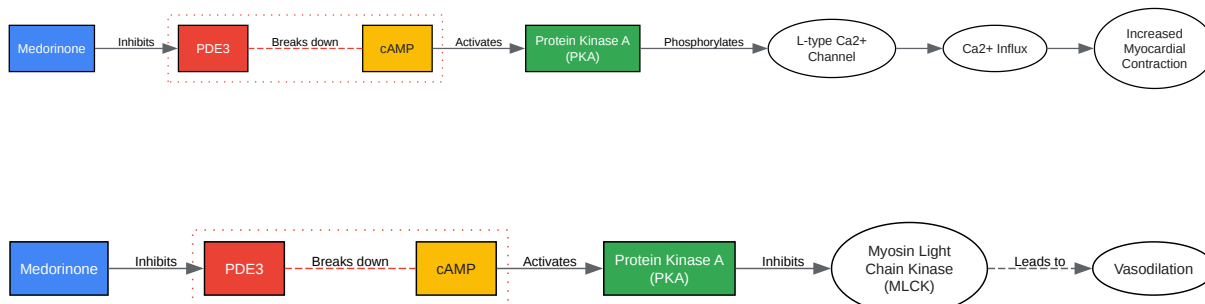 Medorinone
Inhibits
PDE3
Breaks down
cAMP
Activates
Protein Kinase A
(PKA)
Phosphorylates
L-type Ca2+
Channel
Ca2+ Influx
Increased
Myocardial
Contraction
Medorinone
Inhibits
PDE3
Breaks down
cAMP
Activates
Protein Kinase A
(PKA)
Inhibits
Myosin Light
Chain Kinase
(MLCK)
Leads to
Vasodilation